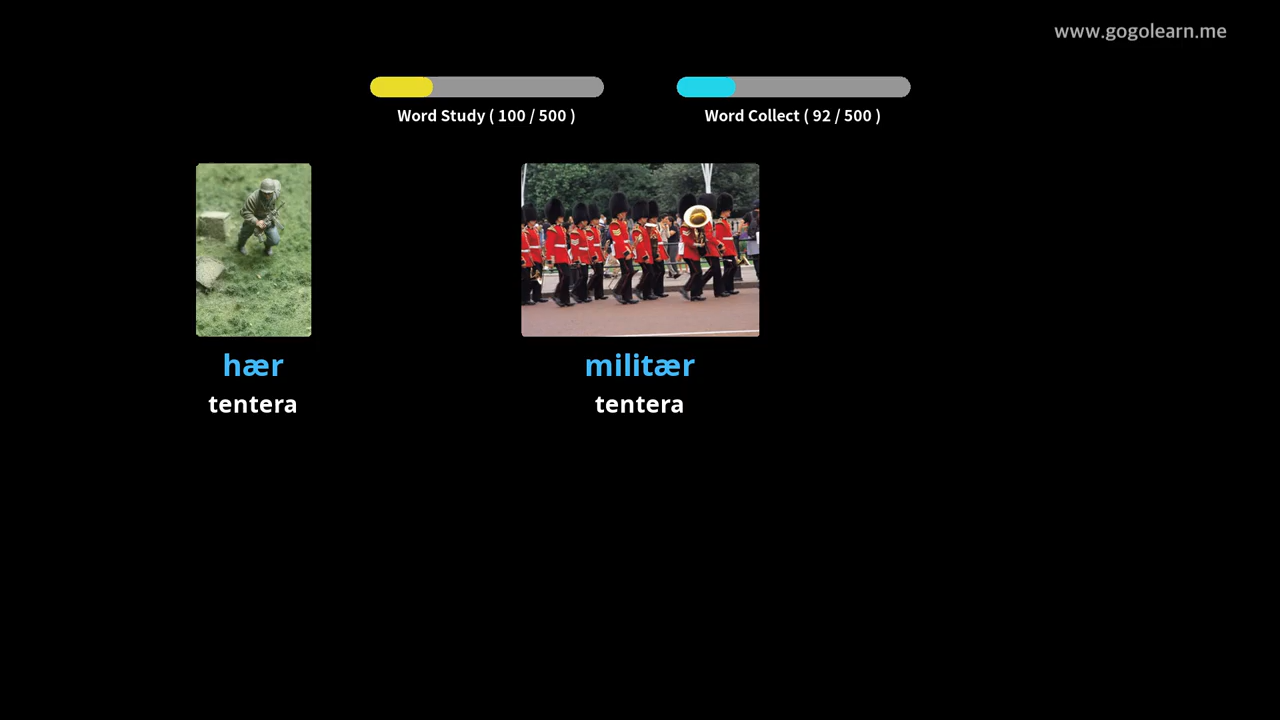 www.gogolearn.me
Word Study ( 100 / 500 )
Word Collect ( 92 / 500 )
hær
tentera
militær
tentera